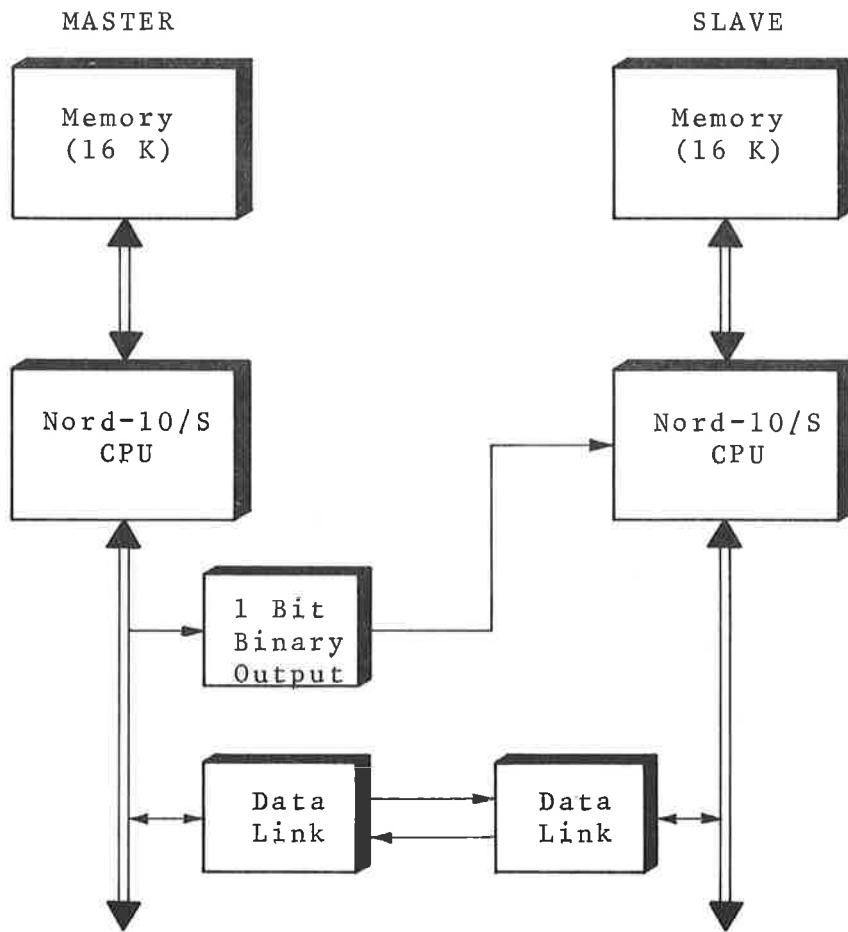 MASTER
SLAVE
Memory
(16 K)
Memory
(16 K)
Nord-10/S
CPU
Nord-10/S
CPU
1 Bit
Binary
Output
Data
Link
Data
Link